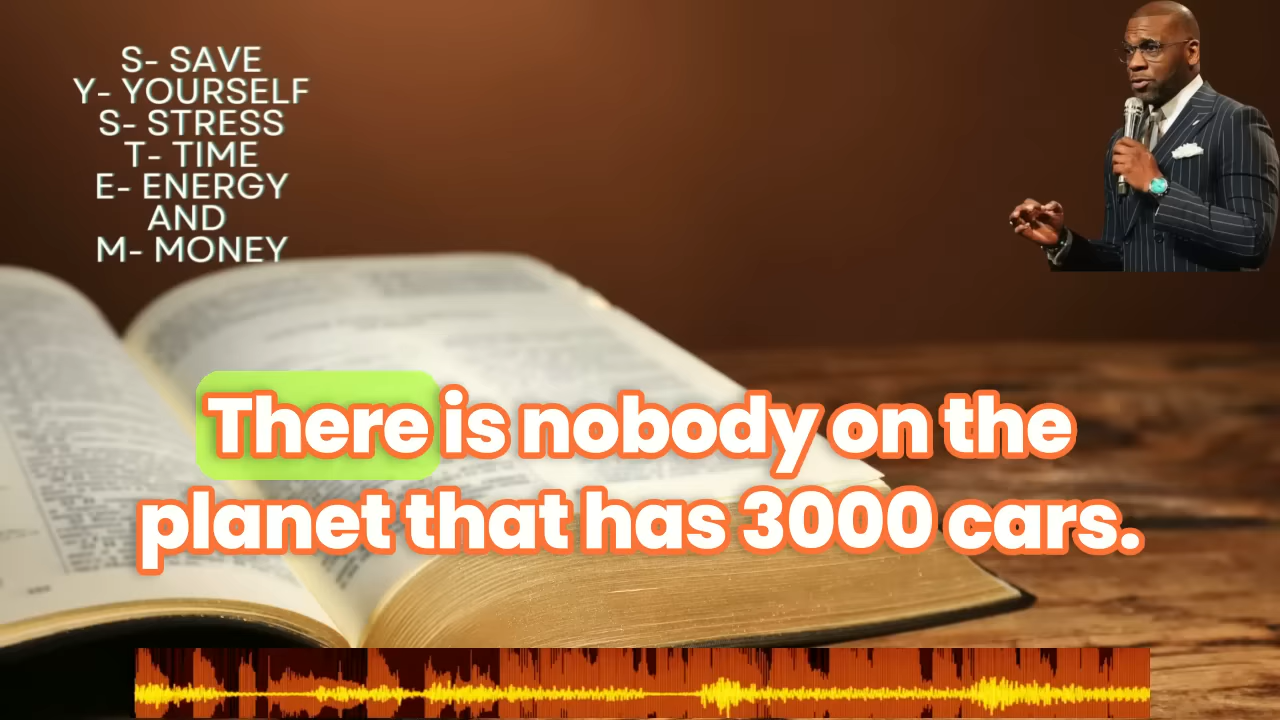 S- SAVE
Y- YOURSELF
S- STRESS
T- TIME
E- ENERGY
AND
M- MONEY
There is nobody on the
planet that has 3000 cars.